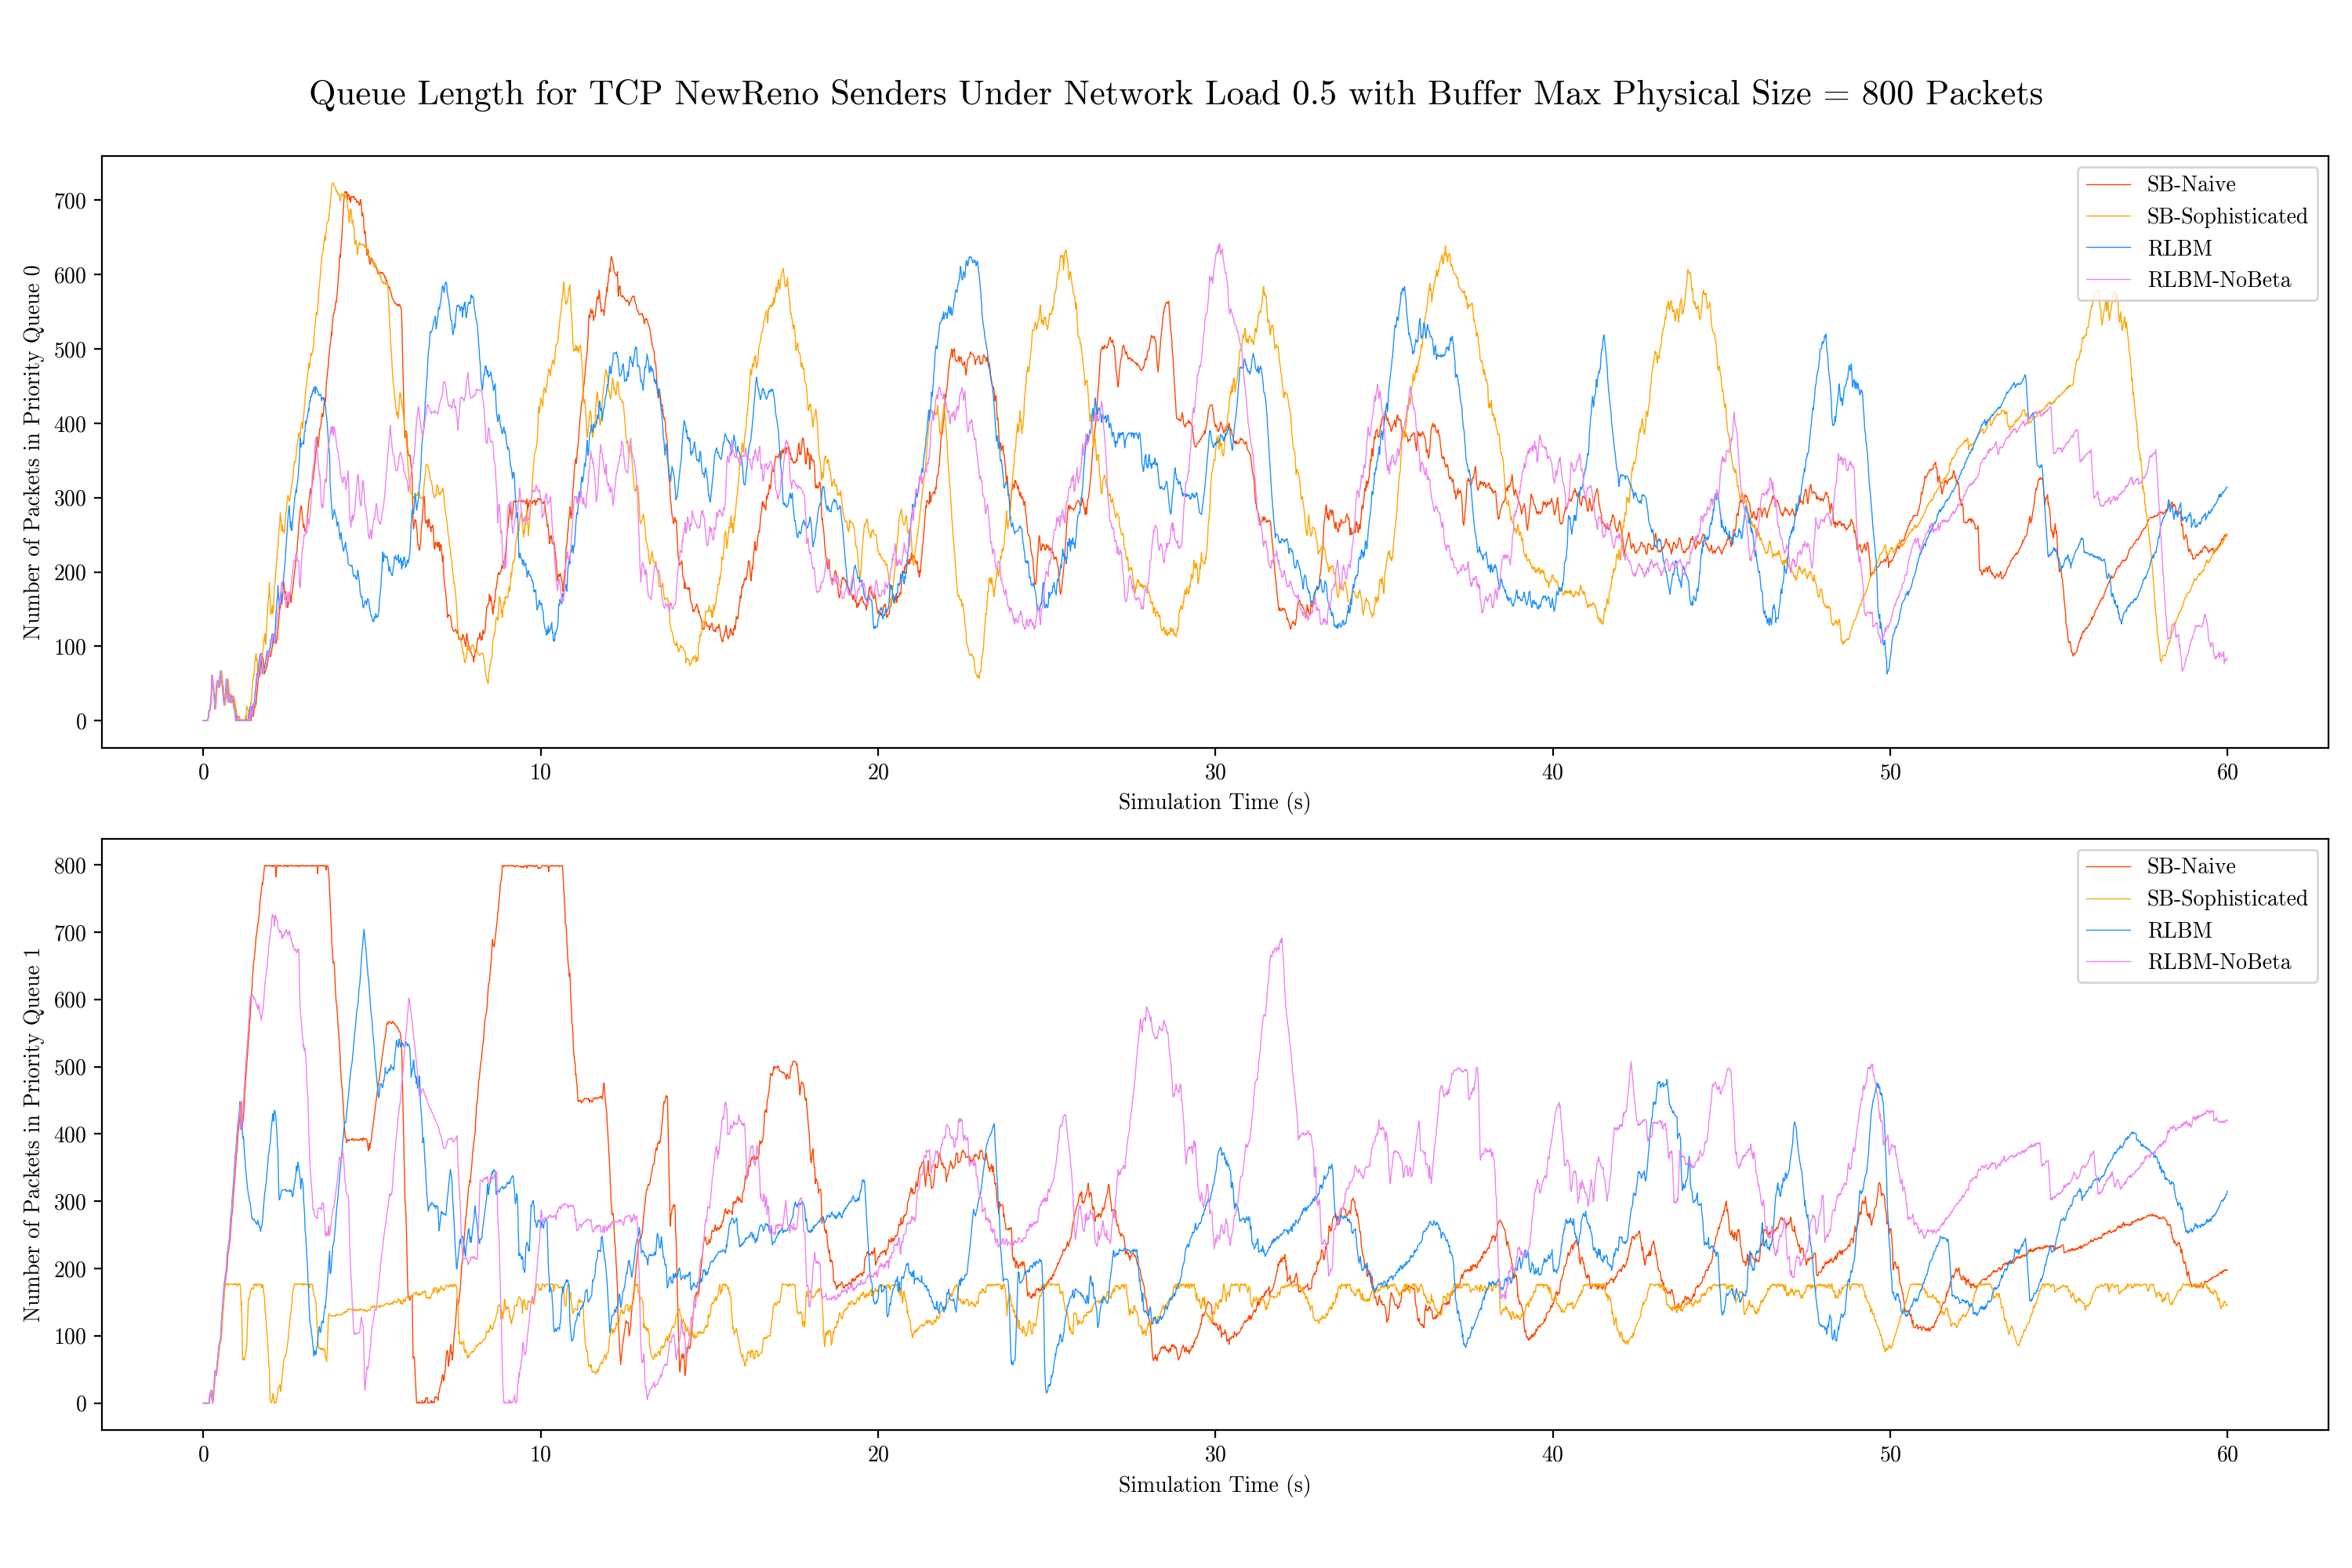 Queue Length for TCP NewReno Senders Under Network Load 0.5 with Buffer Max Physical Size = 800 Packets
Number of Packets in Priority Queue 0
700
600
500
400
300
200
100
0
SB-Naive
SB-Sophisticated
RLBM
RLBM-NoBeta
0 10 20 30 40 50 60
Simulation Time (s)
Number of Packets in Priority Queue 1
800
700
600
500
400
300
200
100
0
SB-Naive
SB-Sophisticated
RLBM
RLBM-NoBeta
0 10 20 30 40 50 60
Simulation Time (s)